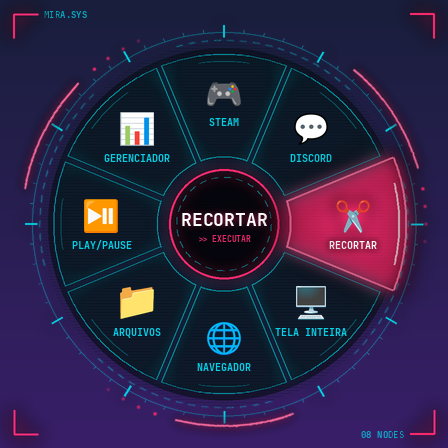 MIRA.SYS
STEAM
GERENCIADOR
DISCORD
RECORTAR
>> EXECUTAR
PLAY/PAUSE
RECORTAR
ARQUIVOS
TELA INTEIRA
NAVEGADOR
08 NODES